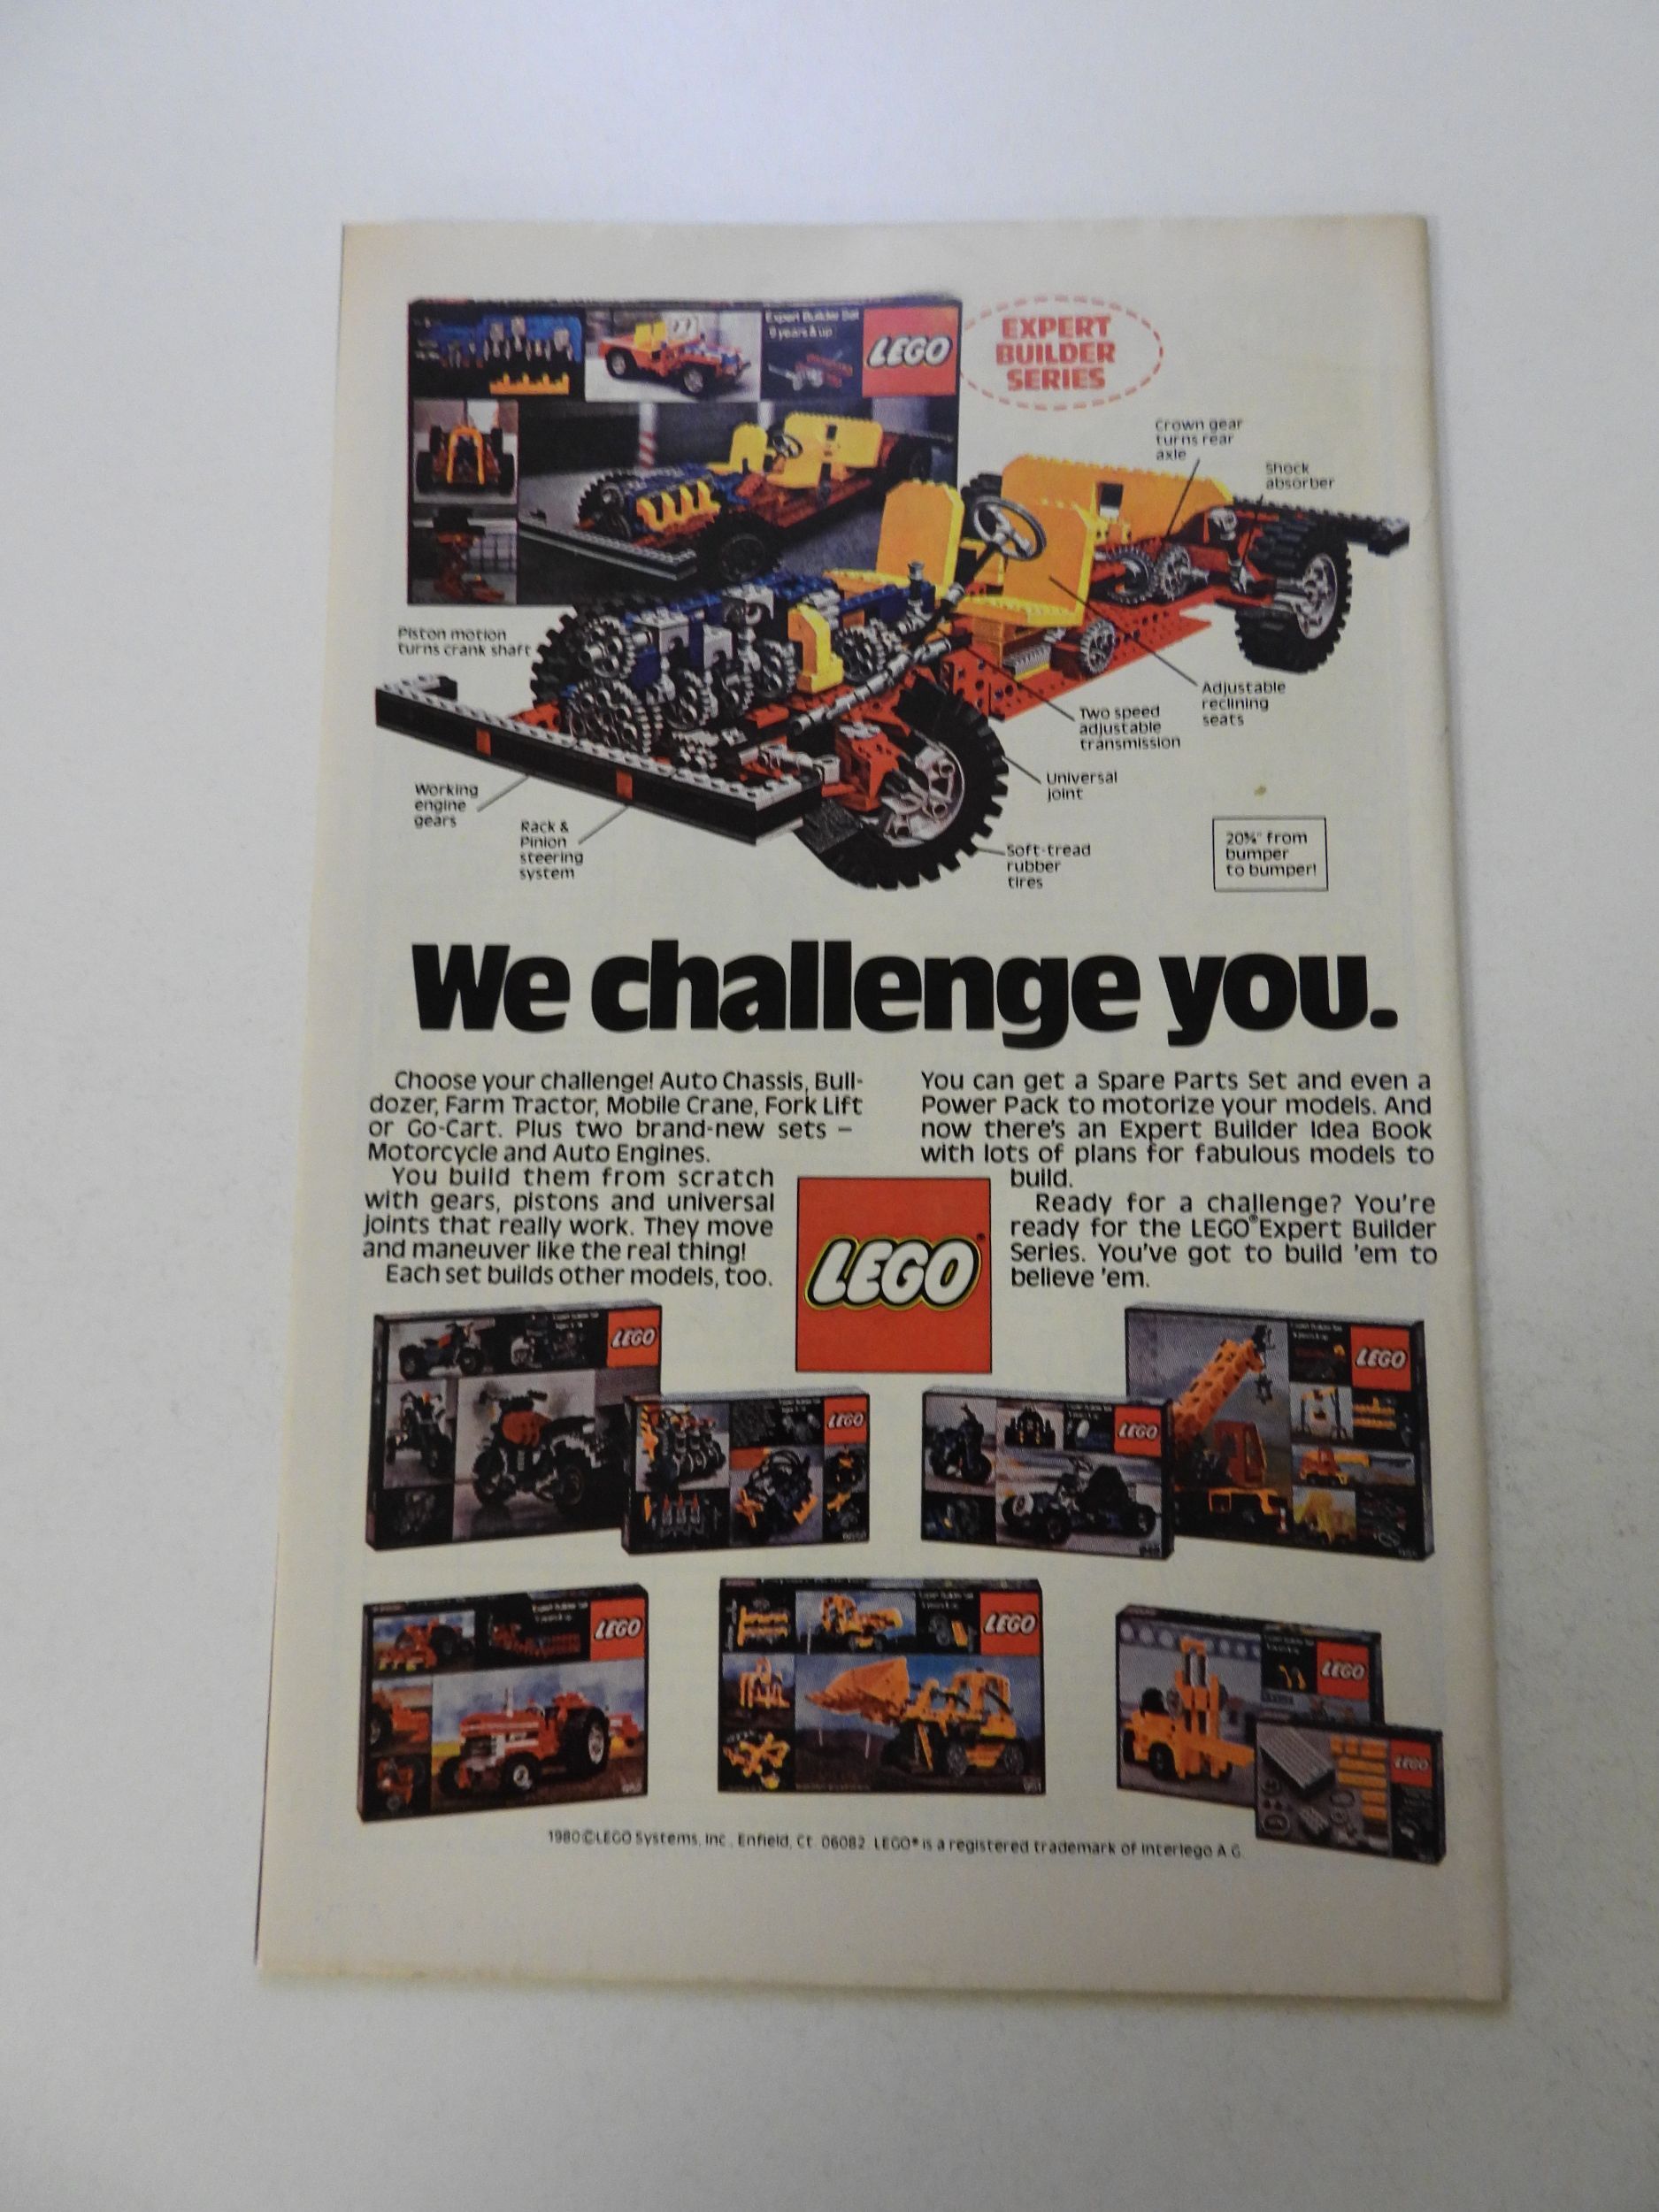 Expert Builder Set
9 years & up
LEGO
EXPERT
BUILDER
SERIES
Crown gear
turns rear
axle
Shock
absorber
Piston motion
turns crank shaft
Adjustable
reclining
seats
Two speed
adjustable
transmission
Universal
joint
Working
engine
gears
Rack &
Pinion
steering
system
Soft-tread
rubber
tires
from
bumper
to bumper!
We challenge you.
Choose your challenge! Auto Chassis, Bull-
dozer, Farm Tractor, Mobile Crane, Fork Lift
or Go-Cart. Plus two brand-new sets –
Motorcycle and Auto Engines.
You build them from scratch
with gears, pistons and universal
joints that really work. They move
and maneuver like the real thing!
Each set builds other models, too.
You can get a Spare Parts Set and even a
Power Pack to motorize your models. And
now there's an Expert Builder Idea Book
with lots of plans for fabulous models to
build.
Ready for a challenge? You're
ready for the LEGO® Expert Builder
Series. You've got to build 'em to
believe 'em.
LEGO®
LEGO
LEGO
LEGO
LEGO
LEGO
LEGO
LEGO
LEGO
951
1980 © LEGO Systems, Inc., Enfield, Ct. 06082 LEGO® is a registered trademark of Interlego A.G.